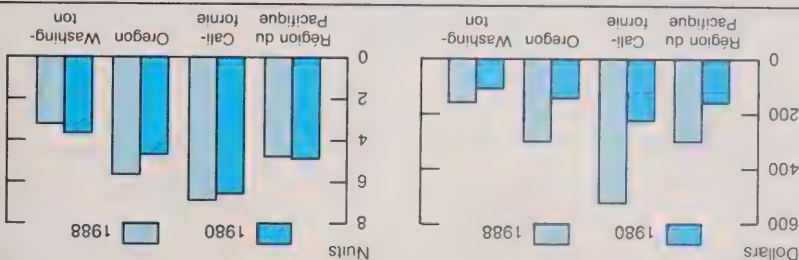 Dollars
600
400
200
0
1980
1988
Région du
Pacifique
Cali-
fornie
Oregon
Washing-
ton
Nuits
8
6
4
2
0
1980
1988
Région du
Pacifique
Cali-
fornie
Oregon
Washing-
ton